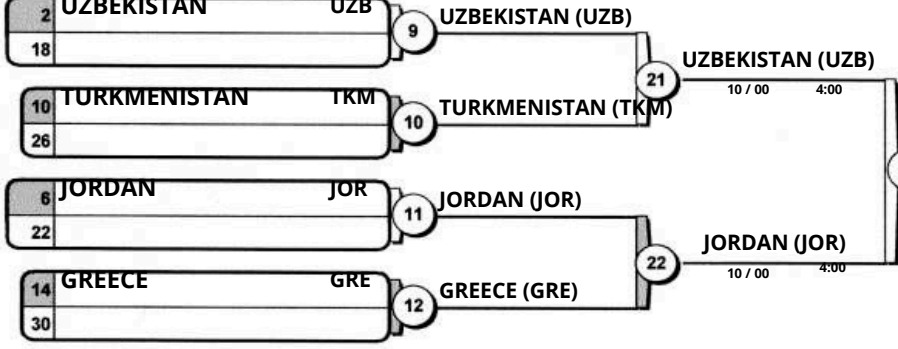 2 UZBEKISTAN UZB
9 UZBEKISTAN (UZB)
18
21 UZBEKISTAN (UZB)
10 / 00 4:00
10 TURKMENISTAN TKM
10 TURKMENISTAN (TKM)
26
6 JORDAN JOR
11 JORDAN (JOR)
22
22 JORDAN (JOR)
10 / 00 4:00
14 GREECE GRE
12 GREECE (GRE)
30